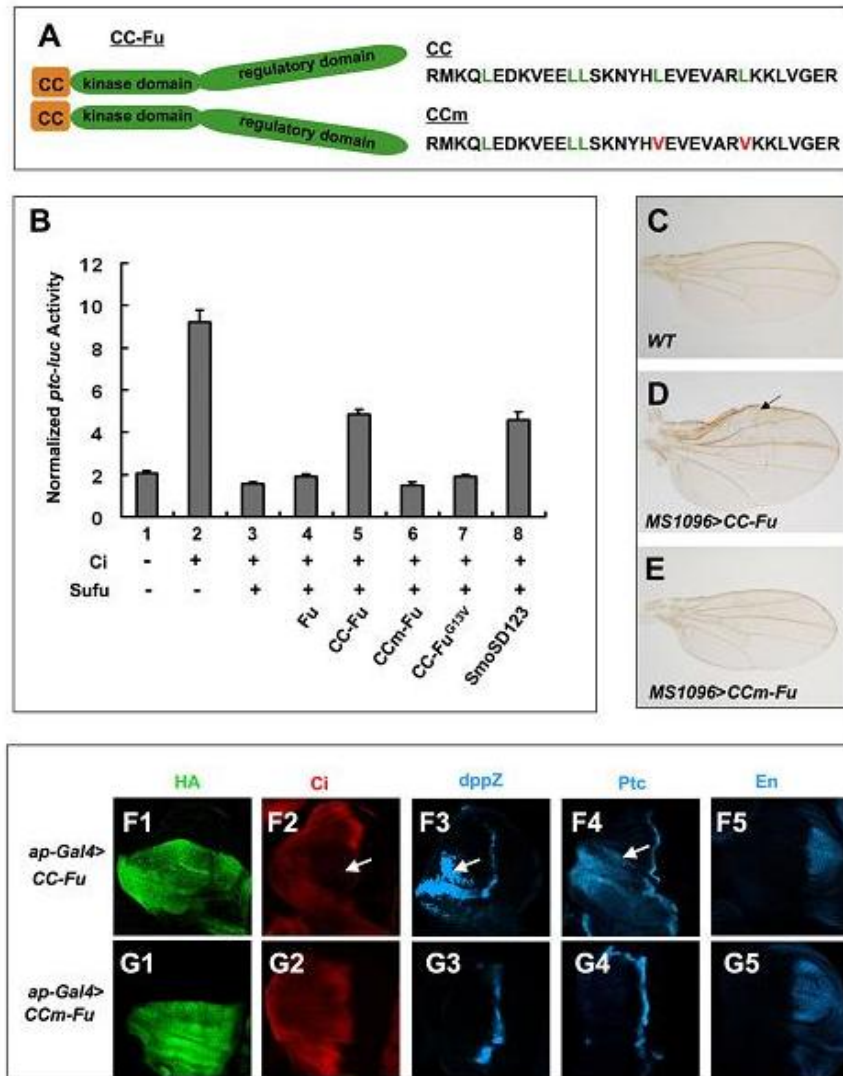 A
CC-Fu
CC kinase domain regulatory domain
CC kinase domain regulatory domain
CC
RMKQLEDKVEELLSKNYHLEVEVARLKKLVGER
CCm
RMKQLEDKVEELLSKNYHVEVEVARVKKLVGER
B
Normalized ptc-luc Activity
12
10
8
6
4
2
0
1 2 3 4 5 6 7 8
Ci - + + + + + + +
Sufu - - + + + + + +
Fu CC-Fu CCm-Fu CC-Fu^G13V SmoSD123
C
WT
D
MS1096>CC-Fu
E
MS1096>CCm-Fu
HA Ci dppZ Ptc En
ap-Gal4>
CC-Fu
F1 F2 F3 F4 F5
ap-Gal4>
CCm-Fu
G1 G2 G3 G4 G5